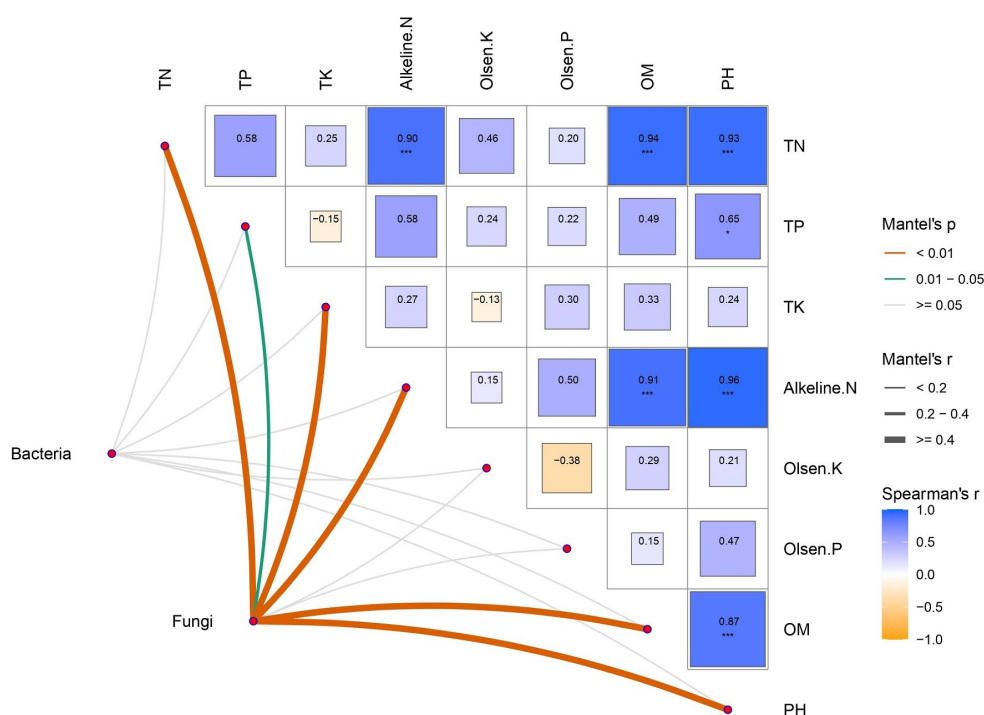 TN
TP
TK
Alkeline.N
Olsen.K
Olsen.P
OM
PH
0.58
0.25
0.90
***
0.46
0.20
0.94
***
0.93
***
TN
−0.15
0.58
0.24
0.22
0.49
0.65
*
TP
0.27
−0.13
0.30
0.33
0.24
TK
0.15
0.50
0.91
***
0.96
***
Alkeline.N
−0.38
0.29
0.21
Olsen.K
0.15
0.47
Olsen.P
0.87
***
OM
PH
Bacteria
Fungi
Mantel's p
< 0.01
0.01 − 0.05
>= 0.05
Mantel's r
< 0.2
0.2 − 0.4
>= 0.4
Spearman's r
1.0
0.5
0.0
−0.5
−1.0